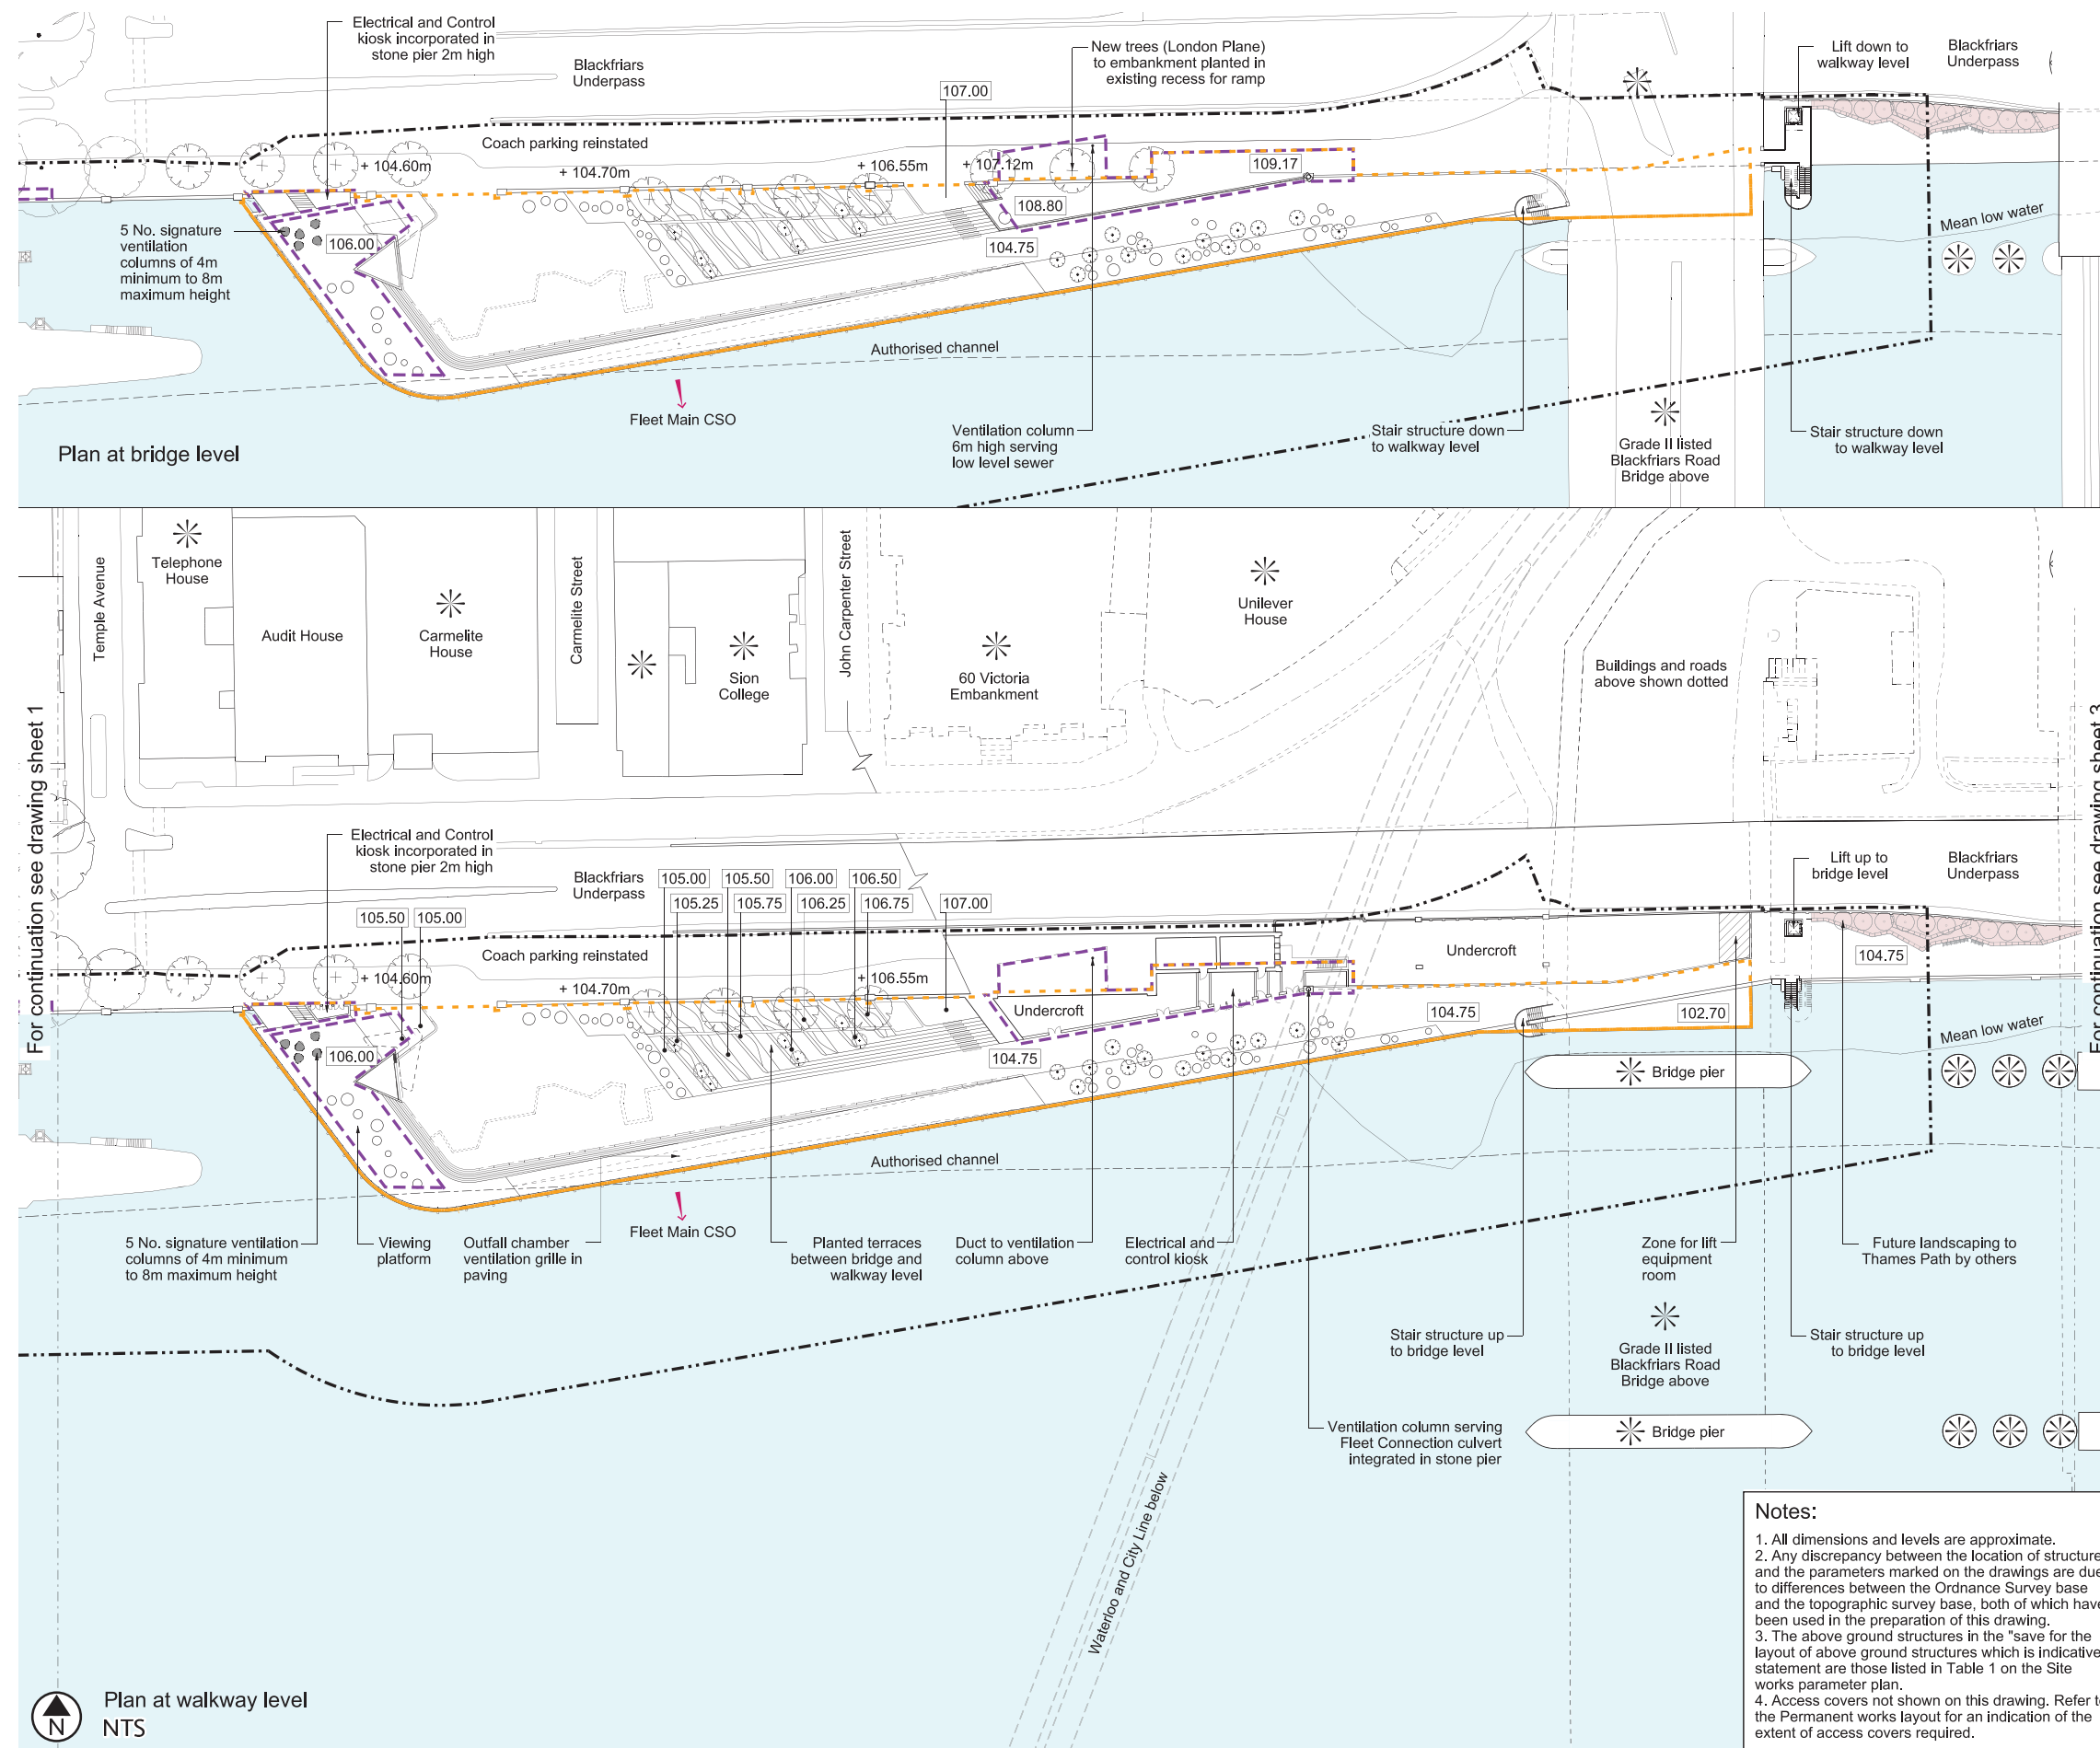 Electrical and Control
kiosk incorporated in
stone pier 2m high
Blackfriars
Underpass
New trees (London Plane)
to embankment planted in
existing recess for ramp
Lift down to
walkway level
Blackfriars
Underpass
107.00
Coach parking reinstated
+ 104.60m
+ 104.70m
+ 106.55m
+ 107.12m
109.17
108.80
104.75
106.00
5 No. signature
ventilation
columns of 4m
minimum to 8m
maximum height
Mean low water
Authorised channel
Fleet Main CSO
Ventilation column
6m high serving
low level sewer
Stair structure down
to walkway level
Grade II listed
Blackfriars Road
Bridge above
Stair structure down
to walkway level
Plan at bridge level
Temple Avenue
Telephone
House
Audit House
Carmelite
House
Carmelite Street
Sion
College
John Carpenter Street
60 Victoria
Embankment
Unilever
House
Buildings and roads
above shown dotted
For continuation see drawing sheet 1
For continuation see drawing sheet 3
Electrical and Control
kiosk incorporated in
stone pier 2m high
Blackfriars
Underpass
105.00
105.25
105.50
105.75
106.00
106.25
106.50
106.75
107.00
105.50
105.00
Lift up to
bridge level
Blackfriars
Underpass
Coach parking reinstated
+ 104.60m
+ 104.70m
+ 106.55m
Undercroft
Undercroft
104.75
104.75
104.75
102.70
106.00
Mean low water
Bridge pier
Authorised channel
Fleet Main CSO
5 No. signature ventilation
columns of 4m minimum
to 8m maximum height
Viewing
platform
Outfall chamber
ventilation grille in
paving
Planted terraces
between bridge and
walkway level
Duct to ventilation
column above
Electrical and
control kiosk
Zone for lift
equipment
room
Future landscaping to
Thames Path by others
Stair structure up
to bridge level
Grade II listed
Blackfriars Road
Bridge above
Stair structure up
to bridge level
Ventilation column serving
Fleet Connection culvert
integrated in stone pier
Bridge pier
Waterloo and City Line below
Notes:
1. All dimensions and levels are approximate.
2. Any discrepancy between the location of structure
and the parameters marked on the drawings are due
to differences between the Ordnance Survey base
and the topographic survey base, both of which have
been used in the preparation of this drawing.
3. The above ground structures in the "save for the
layout of above ground structures which is indicative
statement are those listed in Table 1 on the Site
works parameter plan.
4. Access covers not shown on this drawing. Refer to
the Permanent works layout for an indication of the
extent of access covers required.
N
Plan at walkway level
NTS